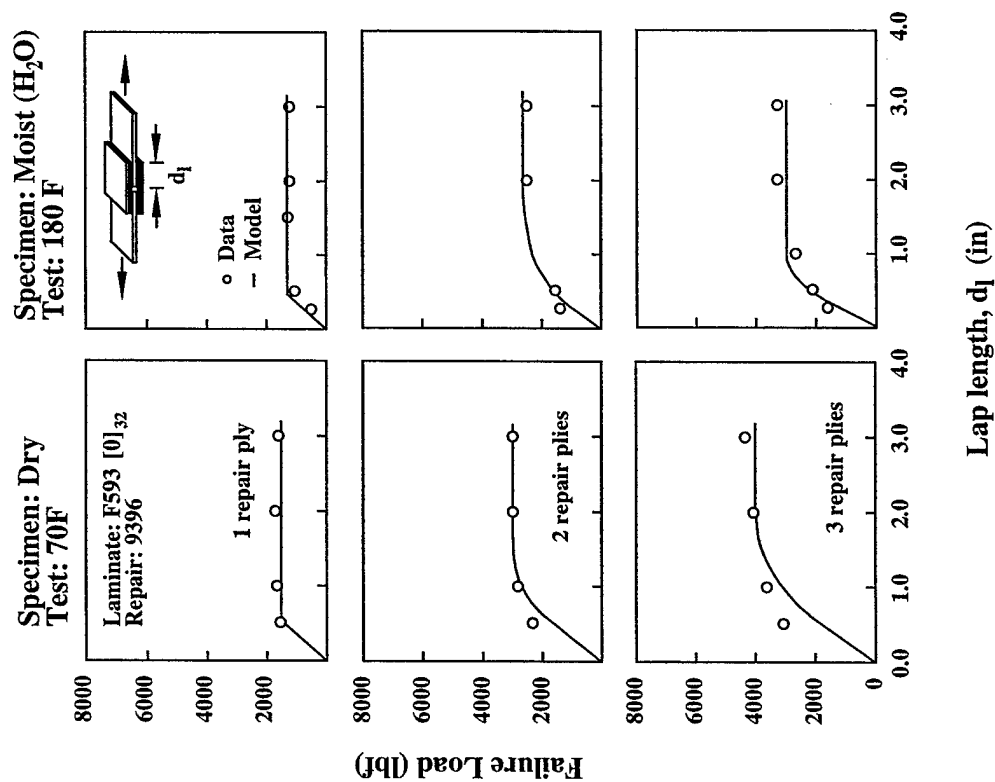 Specimen: Dry
Test: 70F
Specimen: Moist (H2O)
Test: 180 F
Laminate: F593 [0]32
Repair: 9396
1 repair ply
d1
Data
Model
2 repair plies
3 repair plies
8000
6000
4000
2000
8000
6000
4000
2000
8000
6000
4000
2000
0
0.0
1.0
2.0
3.0
4.0
1.0
2.0
3.0
4.0
Failure Load (lbf)
Lap length, d1 (in)